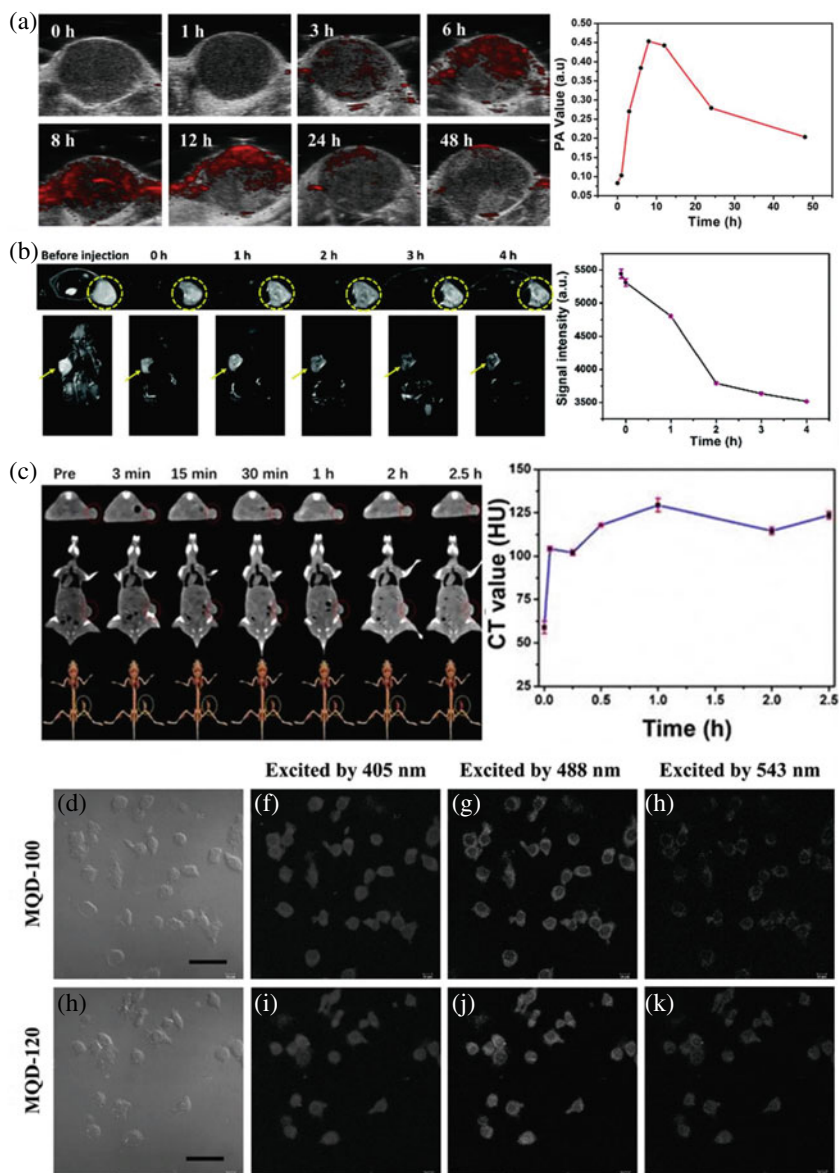 (a)
0 h
1 h
3 h
6 h
8 h
12 h
24 h
48 h
PA Value (a.u)
0.50
0.45
0.40
0.35
0.30
0.25
0.20
0.15
0.10
0.05
0 10 20 30 40 50
Time (h)
(b)
Before injection 0 h 1 h 2 h 3 h 4 h
Signal intensity (a.u.)
5500
5000
4500
4000
3500
0 1 2 3 4
Time (h)
(c)
Pre 3 min 15 min 30 min 1 h 2 h 2.5 h
CT value (HU)
150
125
100
75
50
25
0.0 0.5 1.0 1.5 2.0 2.5
Time (h)
Excited by 405 nm Excited by 488 nm Excited by 543 nm
MQD-100
(d) (f) (g) (h)
MQD-120
(h) (i) (j) (k)